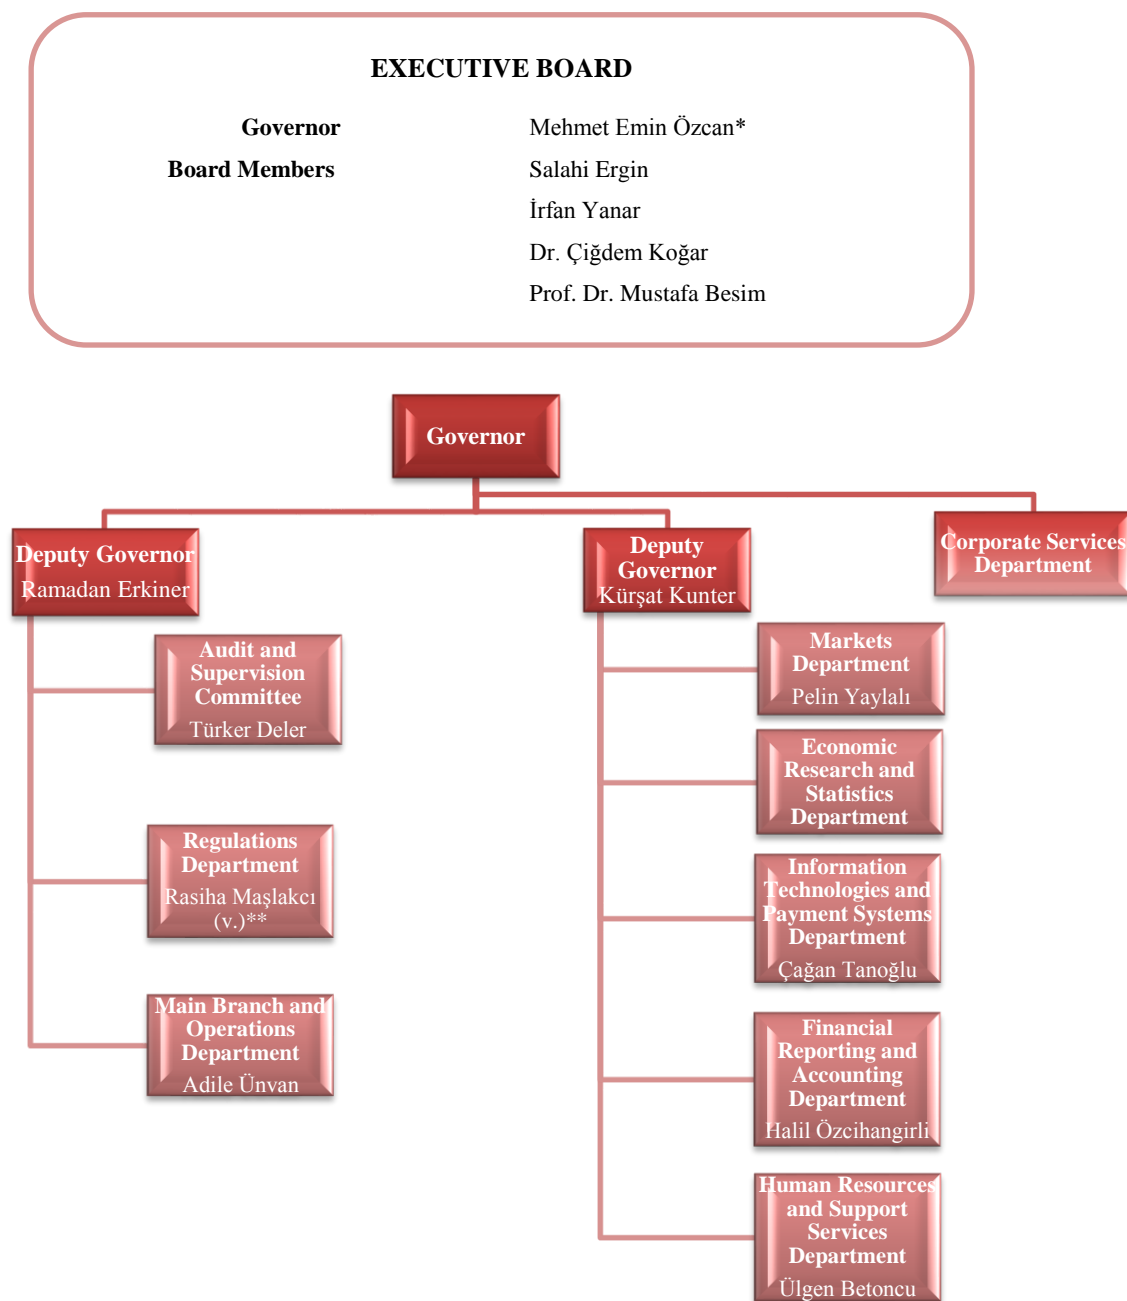 EXECUTIVE BOARD
Governor Mehmet Emin Özcan*
Board Members Salahi Ergin
İrfan Yanar
Dr. Çiğdem Koğar
Prof. Dr. Mustafa Besim
Governor
Deputy Governor
Ramadan Erkiner
Audit and
Supervision
Committee
Türker Deler
Regulations
Department
Rasiha Maşlakcı
(v.)**
Main Branch and
Operations
Department
Adile Ünvan
Deputy
Governor
Kürşat Kunter
Markets
Department
Pelin Yaylalı
Economic
Research and
Statistics
Department
Information
Technologies and
Payment Systems
Department
Çağan Tanoğlu
Financial
Reporting and
Accounting
Department
Halil Özcihangirli
Human Resources
and Support
Services
Department
Ülgen Betoncu
Corporate Services
Department